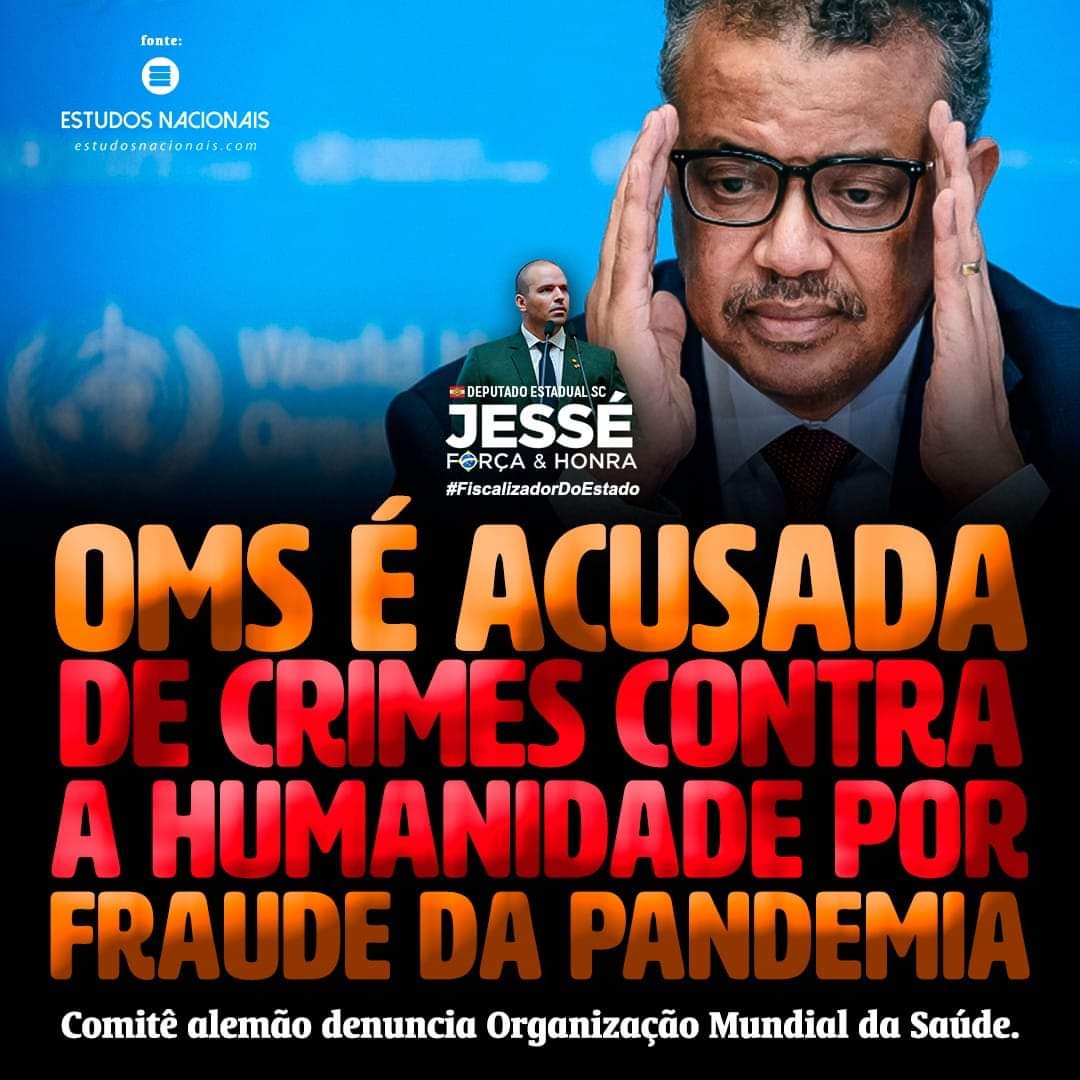 fonte:
ESTUDOS NACIONAIS
estudosnacionais.com
World
DEPUTADO ESTADUAL SC
JESSÉ
FORÇA & HONRA
#FiscalizadorDoEstado
OMS É ACUSADA
DE CRIMES CONTRA
A HUMANIDADE POR
FRAUDE DA PANDEMIA
Comitê alemão denuncia Organização Mundial da Saúde.